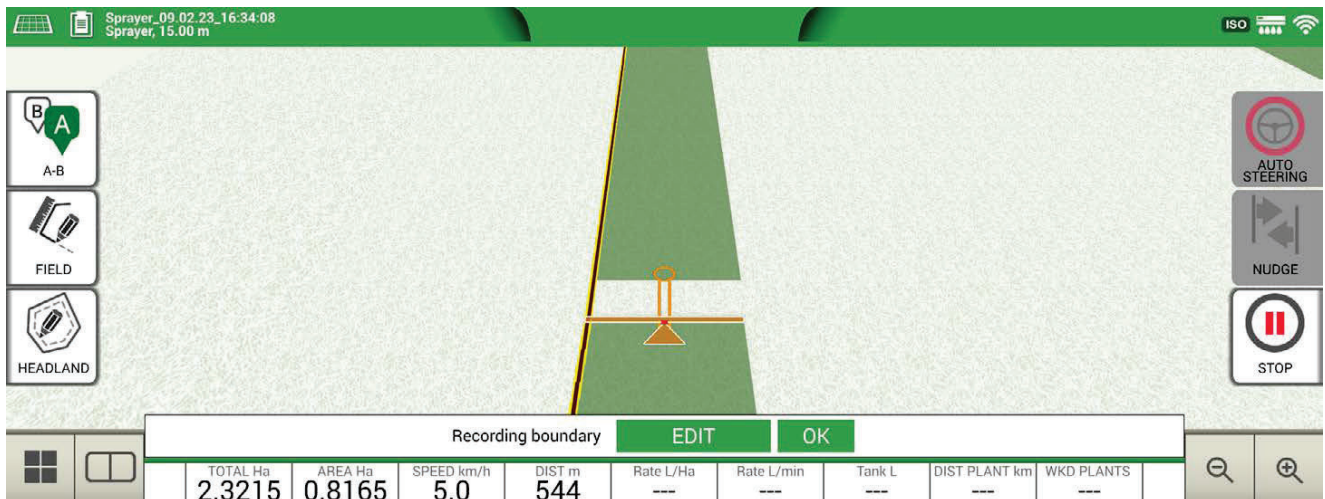 Sprayer_09.02.23_16:34:08
Sprayer, 15.00 m
ISO
B
A
A-B
FIELD
HEADLAND
AUTO
STEERING
NUDGE
STOP
Recording boundary
EDIT
OK
TOTAL Ha
2.3215
AREA Ha
0.8165
SPEED km/h
5.0
DIST m
544
Rate L/Ha
---
Rate L/min
---
Tank L
---
DIST PLANT km
---
WKD PLANTS
---